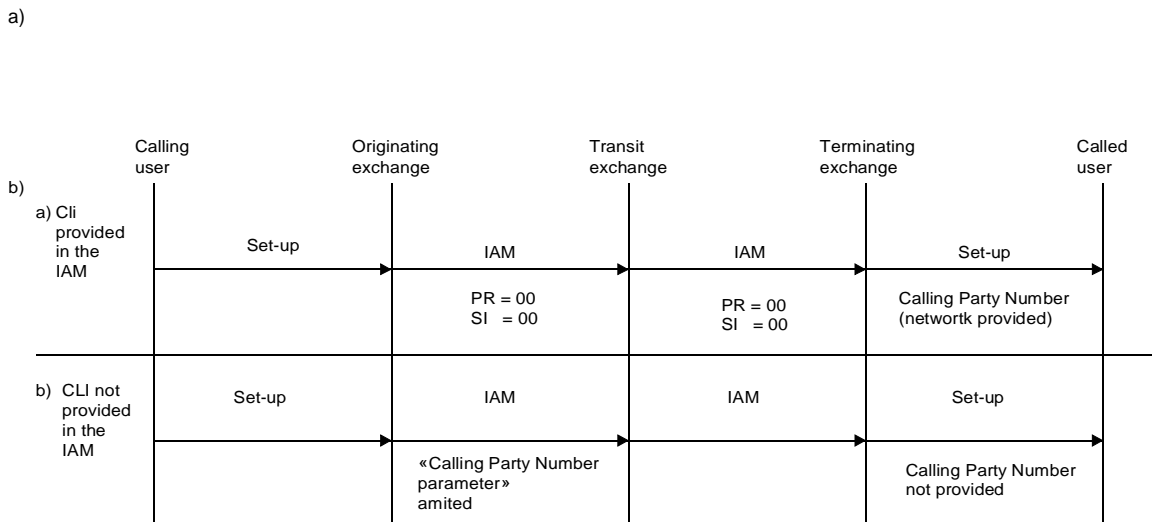 a)
Calling
user
Originating
exchange
Transit
exchange
Terminating
exchange
Called
user
b)
a) Cli
provided
in the
IAM
Set-up
IAM
IAM
Set-up
PR = 00
SI = 00
PR = 00
SI = 00
Calling Party Number
(networtk provided)
b) CLI not
provided
in the
IAM
Set-up
IAM
IAM
Set-up
«Calling Party Number
parameter»
amited
Calling Party Number
not provided